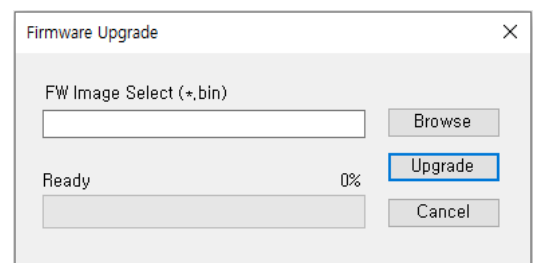 Firmware Upgrade
FW Image Select (*.bin)
Browse
Upgrade
Ready 0%
Cancel